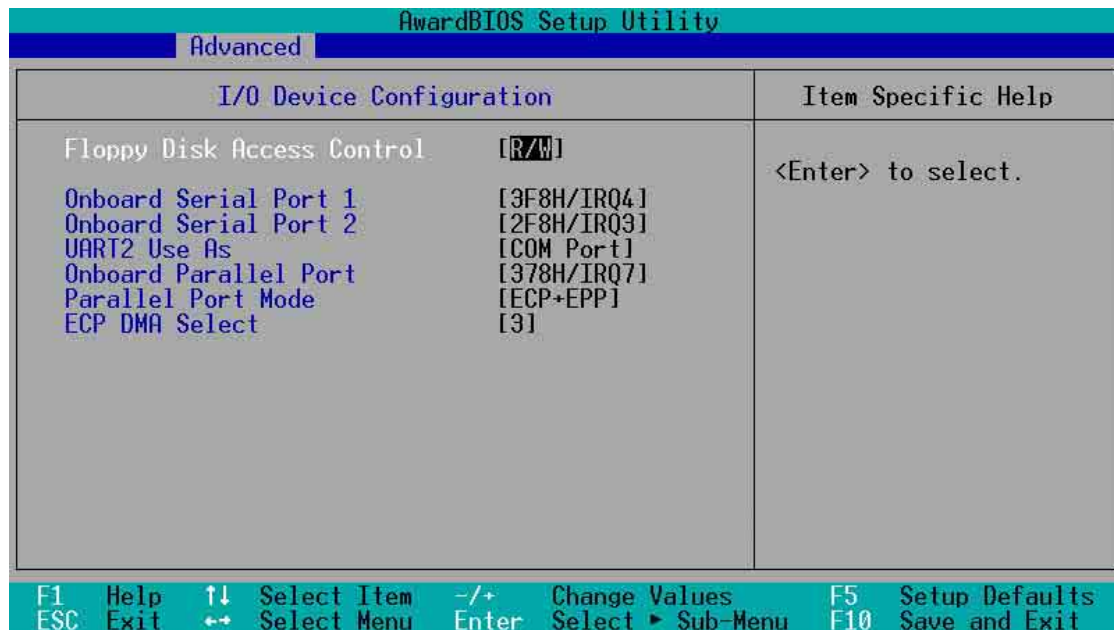 AwardBIOS Setup Utility
Advanced
I/O Device Configuration
Item Specific Help
Floppy Disk Access Control [R/W]
<Enter> to select.
Onboard Serial Port 1 [3F8H/IRQ4]
Onboard Serial Port 2 [2F8H/IRQ3]
UART2 Use As [COM Port]
Onboard Parallel Port [378H/IRQ7]
Parallel Port Mode [ECP+EPP]
ECP DMA Select [3]
F1 Help ↑↓ Select Item -/+ Change Values F5 Setup Defaults
ESC Exit ←→ Select Menu Enter Select ► Sub-Menu F10 Save and Exit